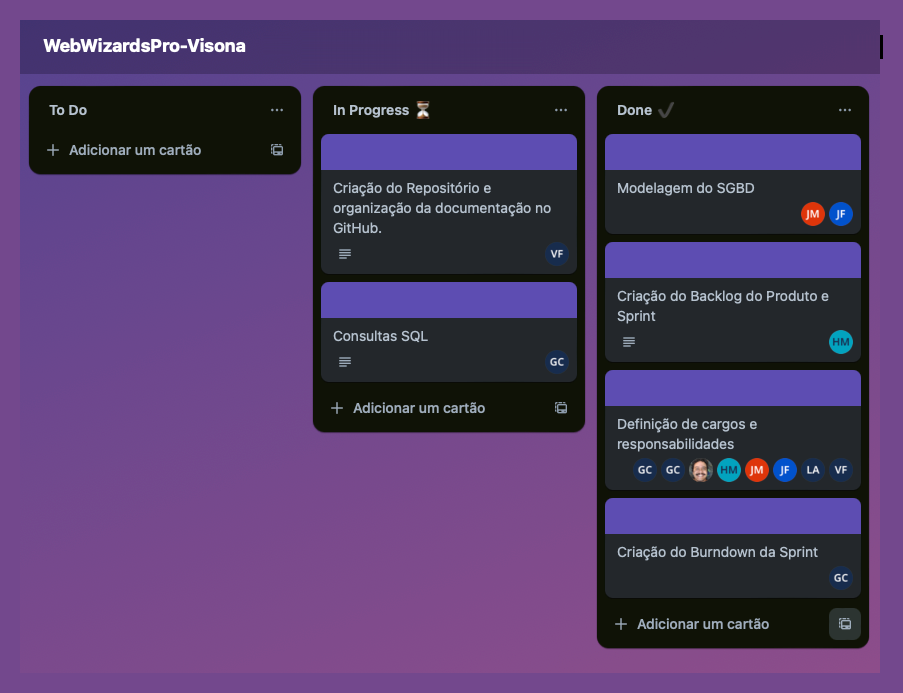 WebWizardsPro-Visona
To Do
Adicionar um cartão
In Progress ⏳
Criação do Repositório e
organização da documentação no
GitHub.
VF
Consultas SQL
GC
Adicionar um cartão
Done ✔️
Modelagem do SGBD
JM JF
Criação do Backlog do Produto e
Sprint
HM
Definição de cargos e
responsabilidades
GC GC HM JM JF LA VF
Criação do Burndown da Sprint
GC
Adicionar um cartão